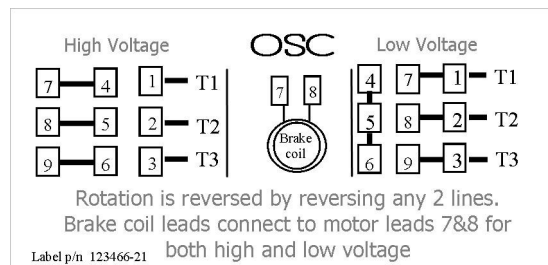 High Voltage
OSC
Low Voltage
7 4 1 T1
8 5 2 T2
9 6 3 T3
7 8
Brake
coil
4 7 1 T1
5 8 2 T2
6 9 3 T3
Rotation is reversed by reversing any 2 lines.
Brake coil leads connect to motor leads 7&8 for
both high and low voltage
Label p/n 123466-21